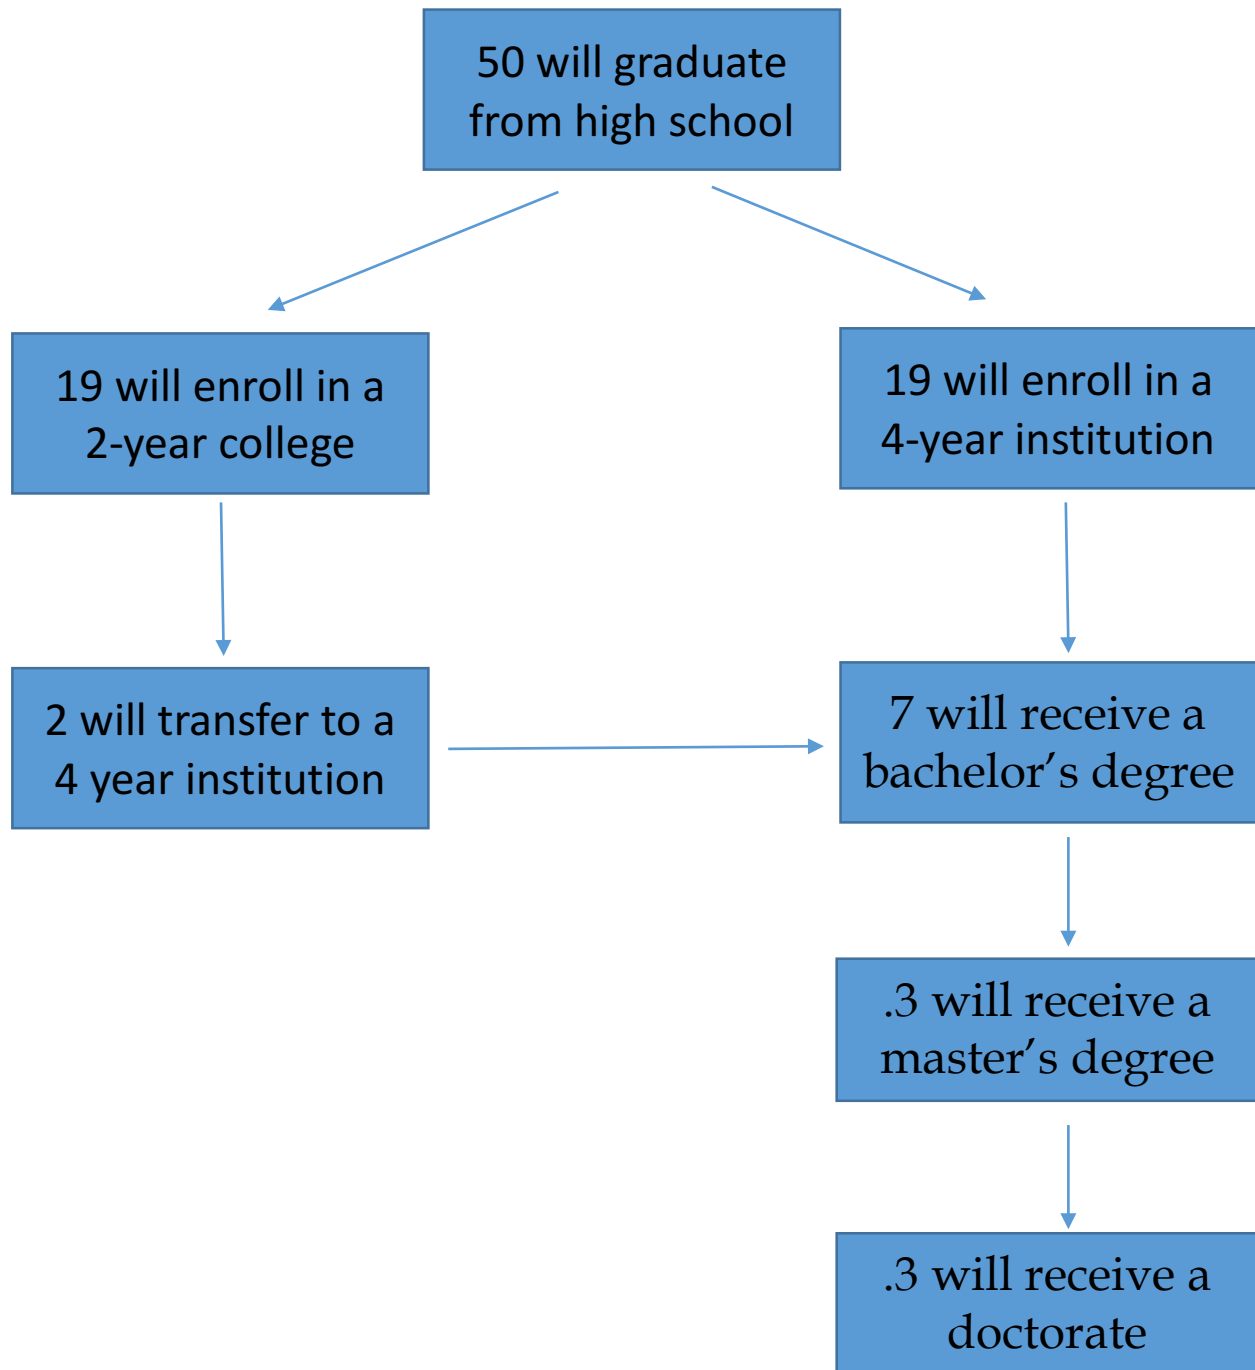 50 will graduate
from high school
19 will enroll in a
2-year college
19 will enroll in a
4-year institution
2 will transfer to a
4 year institution
7 will receive a
bachelor’s degree
.3 will receive a
master’s degree
.3 will receive a
doctorate